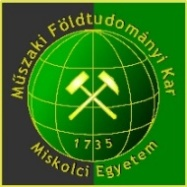 Műszaki Földtudományi Kar
1735
Miskolci Egyetem